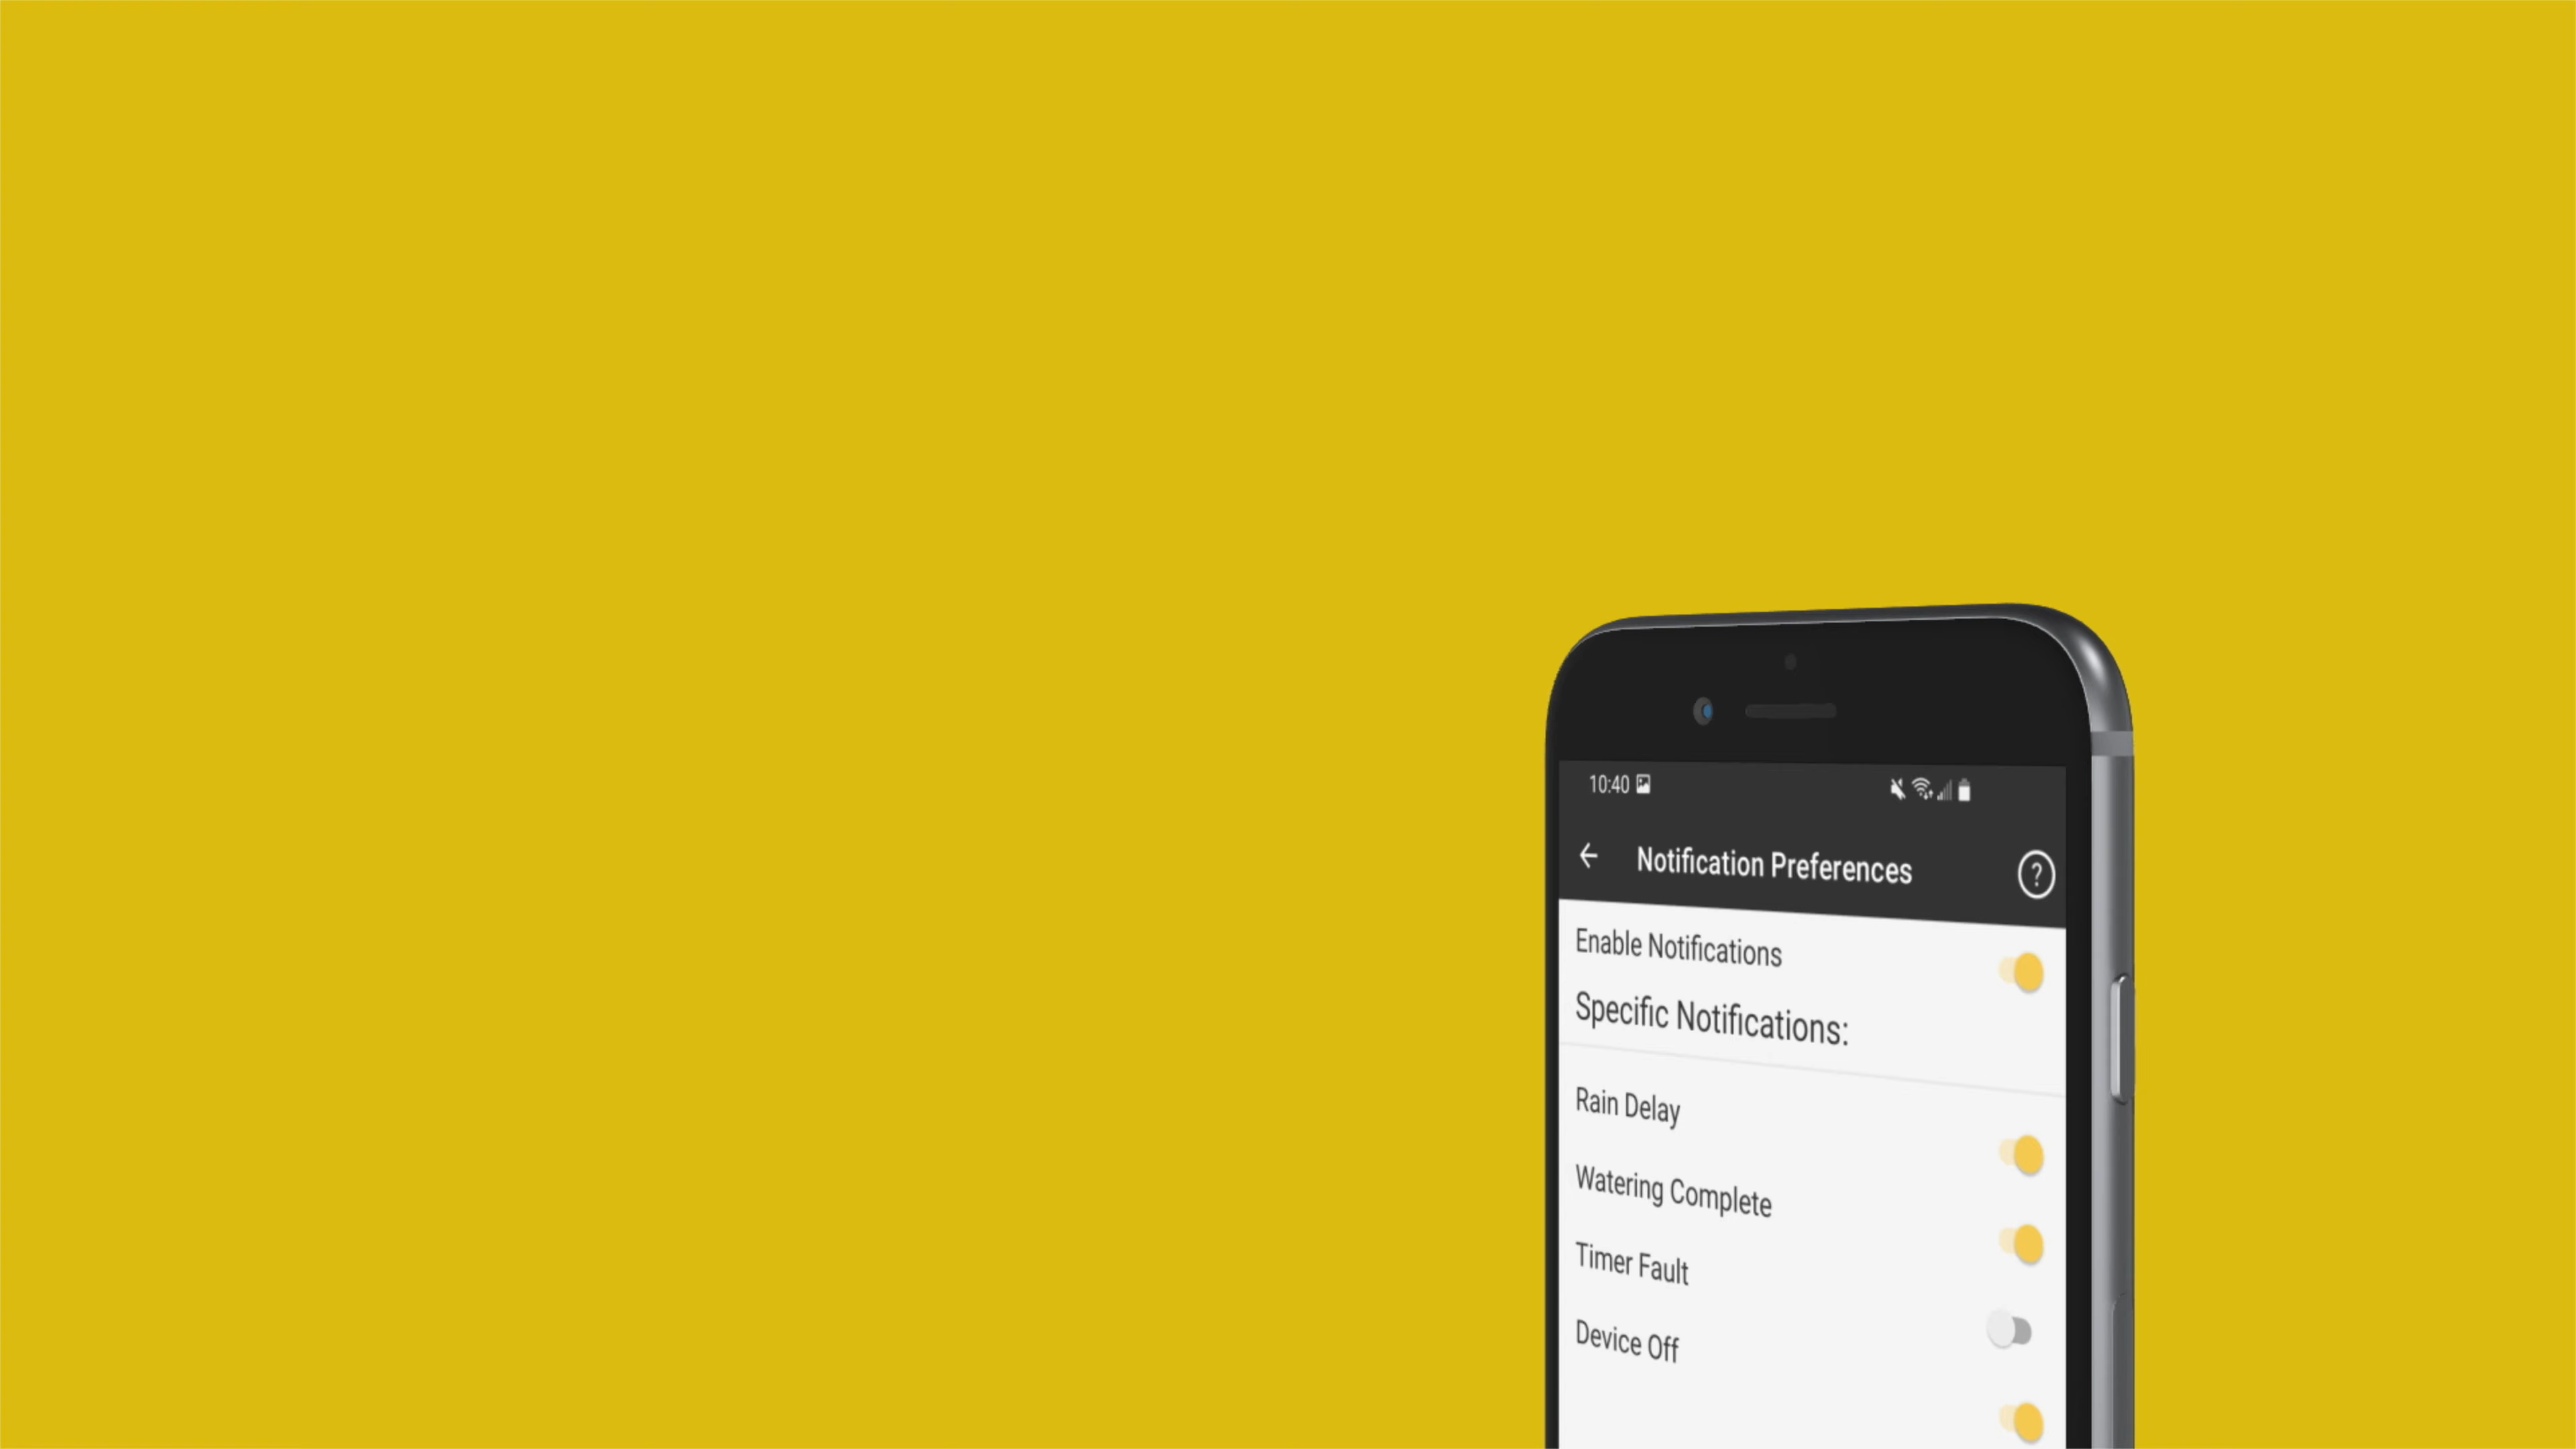 10:40
Notification Preferences
?
Enable Notifications
Specific Notifications:
Rain Delay
Watering Complete
Timer Fault
Device Off